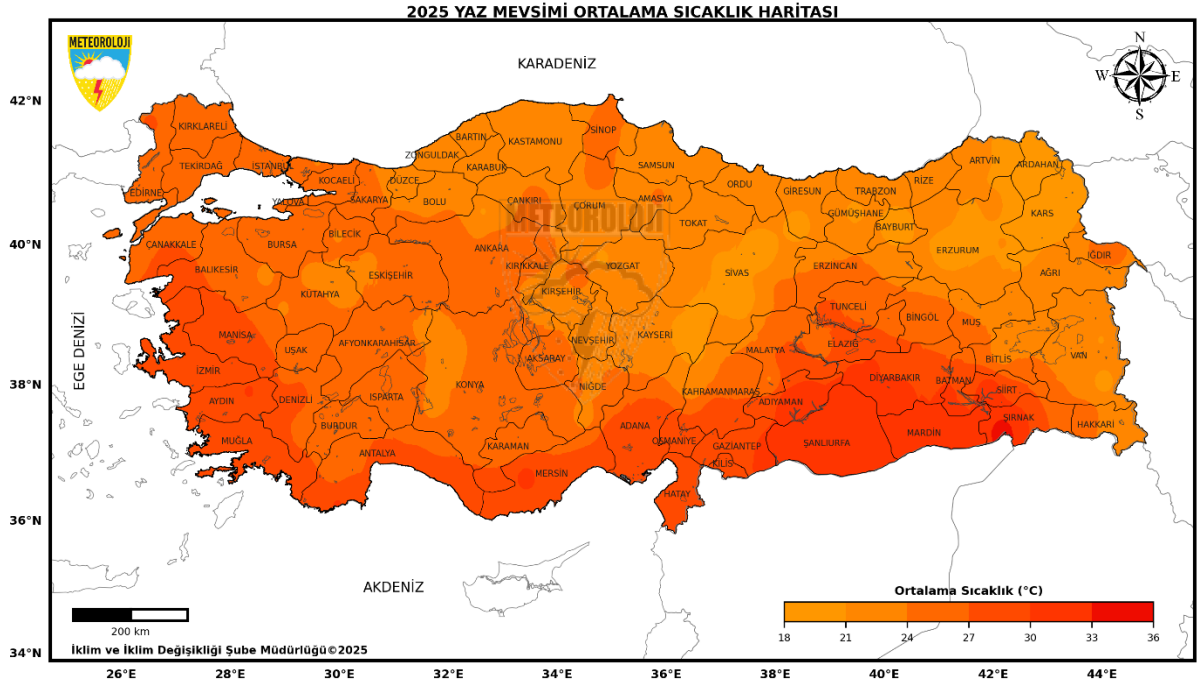 2025 YAZ MEVSİMİ ORTALAMA SICAKLIK HARİTASI
METEOROLOJİ
KARADENİZ
N
W E
S
42°N
40°N
38°N
36°N
34°N
EGE DENİZİ
KIRKLARELİ
TEKİRDAĞ
İSTANBUL
EDİRNE
KOCAELİ
YALOVA
SAKARYA
DÜZCE
ZONGULDAK
BARTIN
KARABÜK
KASTAMONU
SİNOP
SAMSUN
BOLU
ÇANKIRI
ÇORUM
AMASYA
TOKAT
ORDU
GİRESUN
TRABZON
RİZE
ARTVİN
ARDAHAN
KARS
GÜMÜŞHANE
BAYBURT
ERZURUM
IĞDIR
AĞRI
METEOROLOJİ
ÇANAKKALE
BALIKESİR
BURSA
BİLECİK
ESKİŞEHİR
KÜTAHYA
ANKARA
KIRIKKALE
YOZGAT
KIRŞEHİR
SİVAS
ERZİNCAN
TUNCELİ
BİNGÖL
MUŞ
MANİSA
UŞAK
AFYONKARAHİSAR
AKSARAY
NEVŞEHİR
KAYSERİ
MALATYA
ELAZIĞ
BİTLİS
VAN
İZMİR
AYDIN
DENİZLİ
ISPARTA
KONYA
NİĞDE
KAHRAMANMARAŞ
ADIYAMAN
DİYARBAKIR
BATMAN
SİİRT
ŞIRNAK
HAKKARİ
MUĞLA
BURDUR
ANTALYA
KARAMAN
MERSİN
ADANA
OSMANİYE
GAZİANTEP
KİLİS
HATAY
ŞANLIURFA
MARDİN
AKDENİZ
Ortalama Sıcaklık (°C)
18 21 24 27 30 33 36
200 km
İklim ve İklim Değişikliği Şube Müdürlüğü©2025
26°E 28°E 30°E 32°E 34°E 36°E 38°E 40°E 42°E 44°E